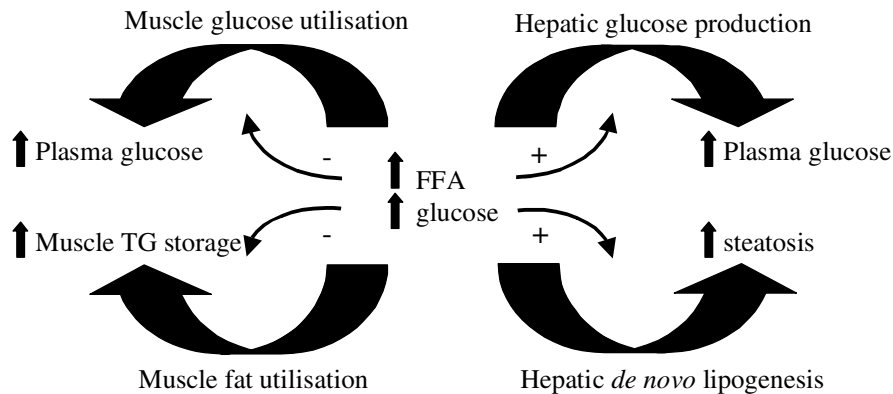 Muscle glucose utilisation
Hepatic glucose production
Plasma glucose
-
+
Plasma glucose
FFA
glucose
Muscle TG storage
-
+
steatosis
Muscle fat utilisation
Hepatic de novo lipogenesis